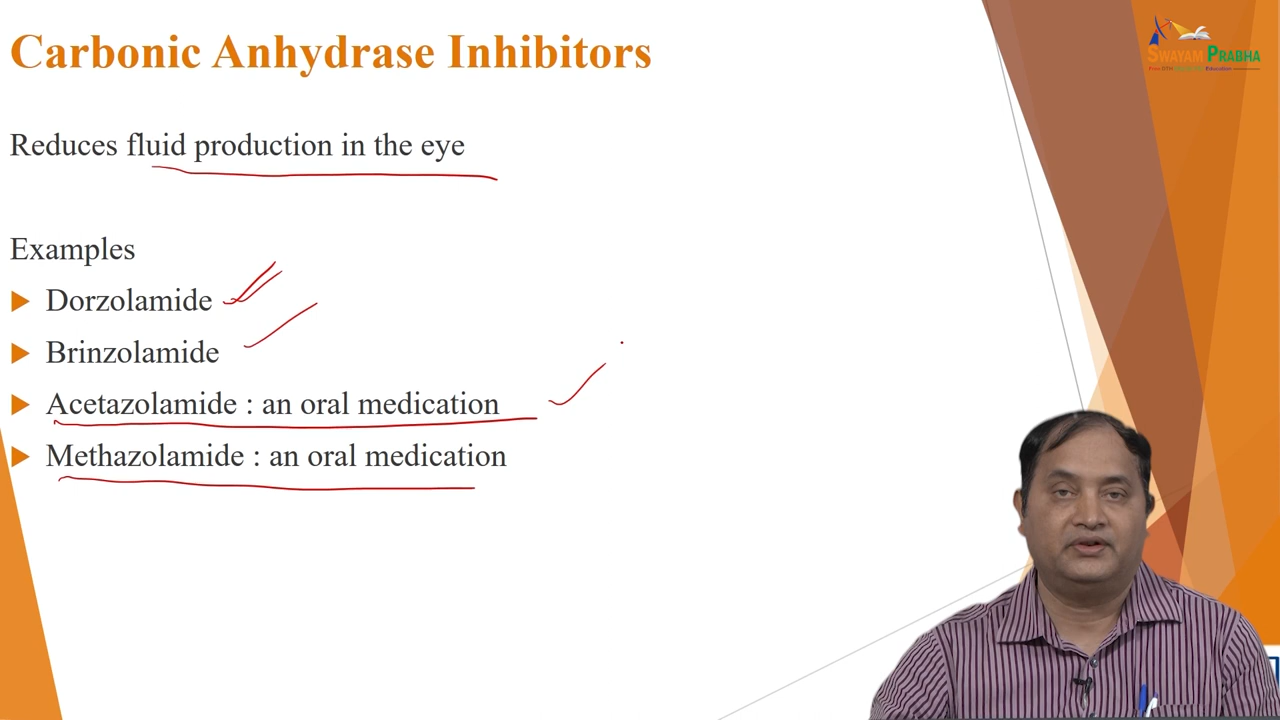 Carbonic Anhydrase Inhibitors
SWAYAM PRABHA
Reduces fluid production in the eye
Examples
Dorzolamide
Brinzolamide
Acetazolamide : an oral medication
Methazolamide : an oral medication